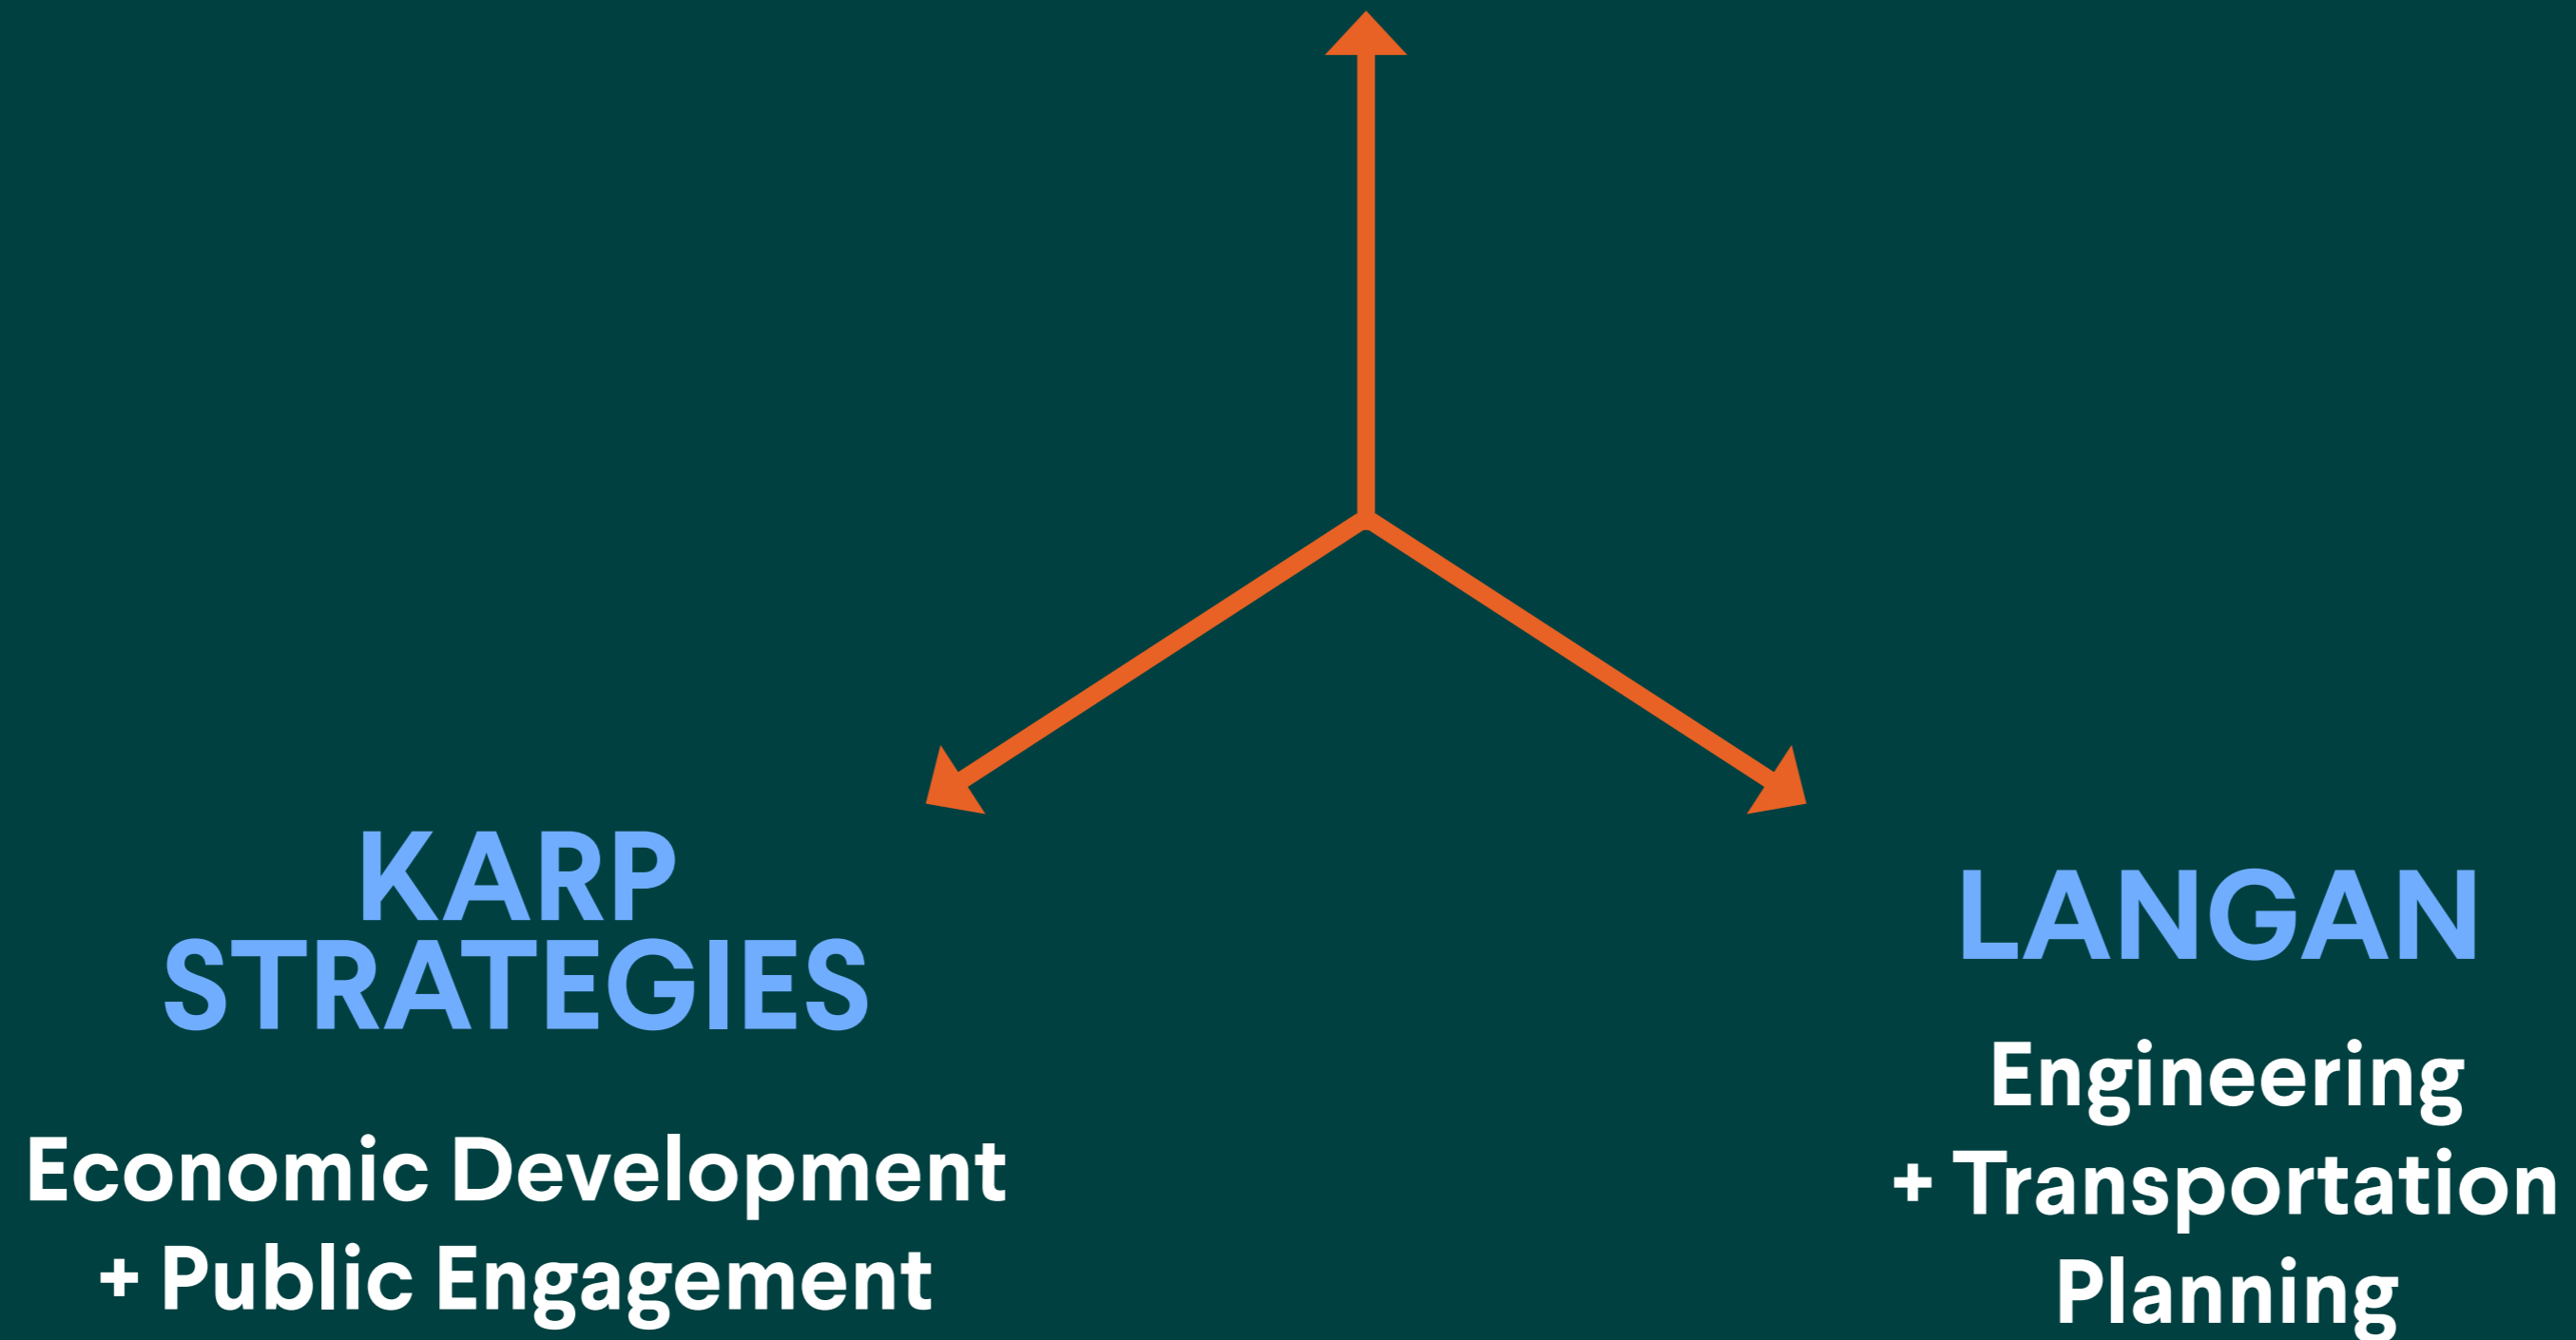 KARP
STRATEGIES
Economic Development
+ Public Engagement
LANGAN
Engineering
+ Transportation
Planning